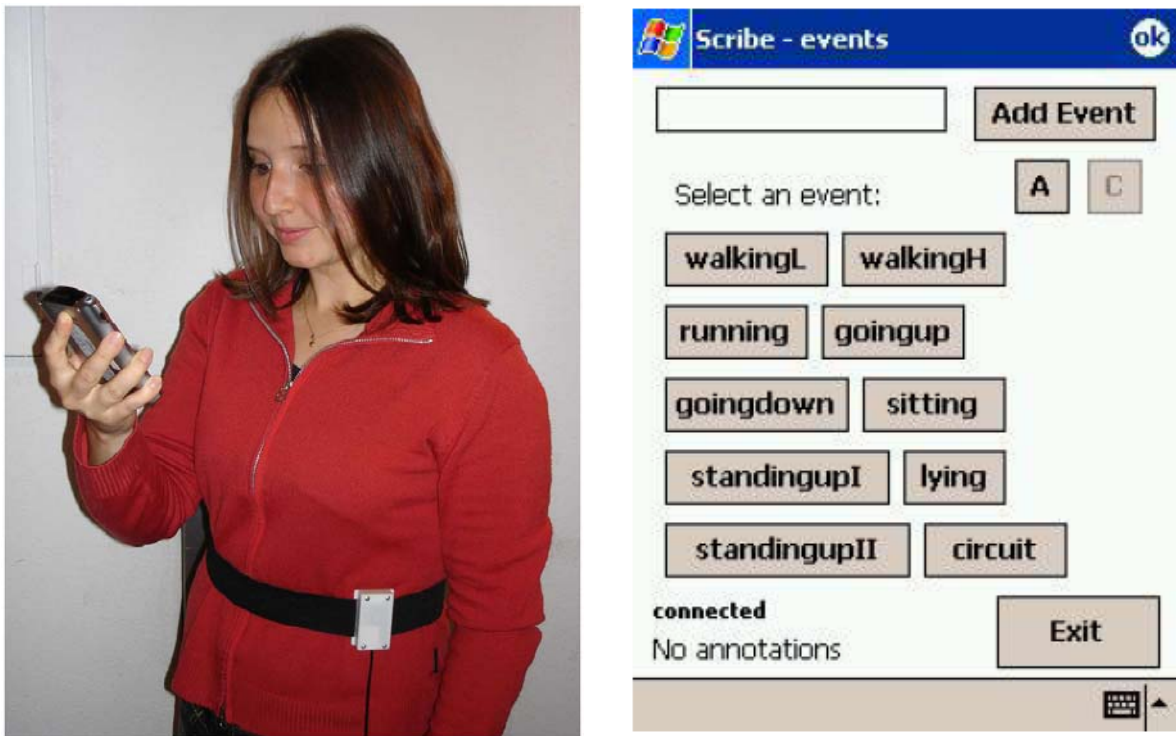 Scribe - events ok
Add Event
Select an event: A C
walkingL walkingH
running goingup
goingdown sitting
standingupI lying
standingupII circuit
connected
No annotations
Exit